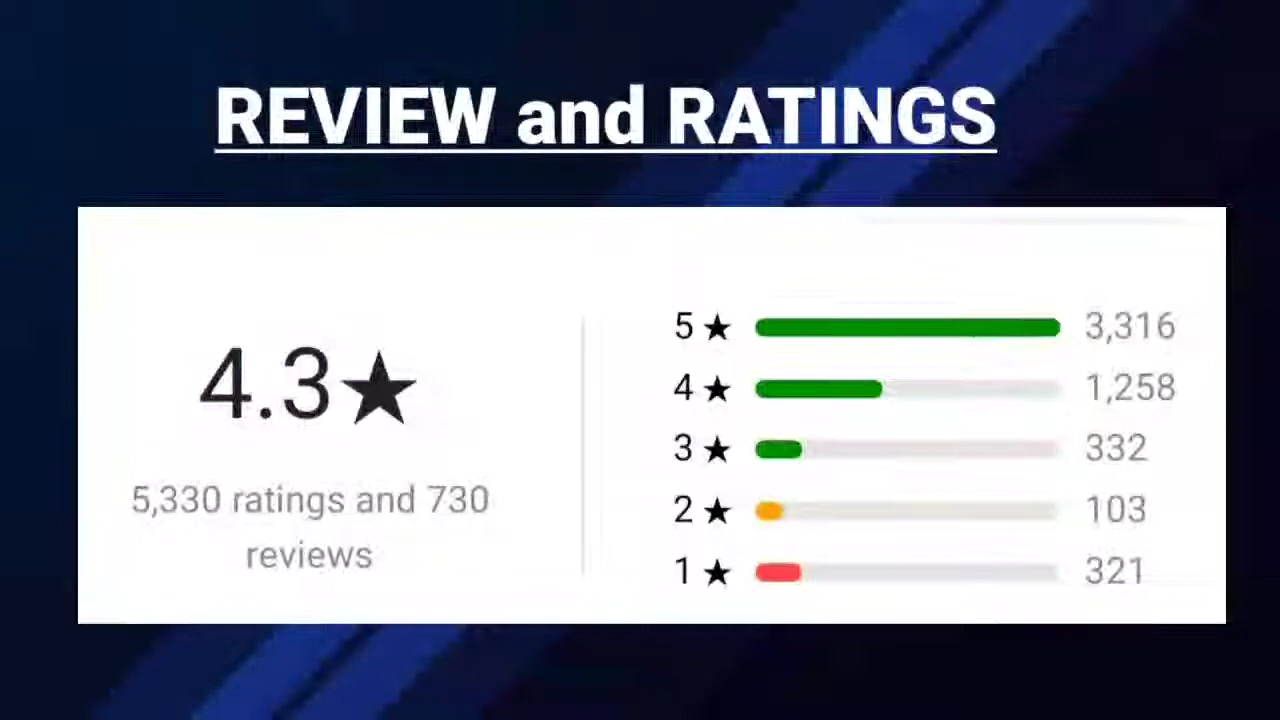 REVIEW and RATINGS
4.3★
5,330 ratings and 730
reviews
5 ★ 3,316
4 ★ 1,258
3 ★ 332
2 ★ 103
1 ★ 321